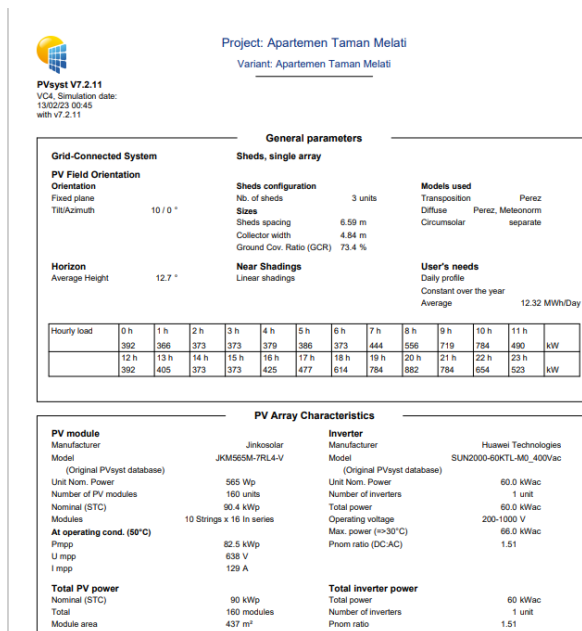 Project: Apartemen Taman Melati
Variant: Apartemen Taman Melati
PVsyst V7.2.11
VC4, Simulation date:
13/02/23 00:45
with v7.2.11
General parameters
Grid-Connected System Sheds, single array
PV Field Orientation
Orientation Sheds configuration Models used
Fixed plane Nb. of sheds 3 units Transposition Perez
Tilt/Azimuth 10 / 0 ° Sizes Diffuse Perez, Meteonorm
Sheds spacing 6.59 m Circumsolar separate
Collector width 4.84 m
Ground Cov. Ratio (GCR) 73.4 %
Horizon Near Shadings User's needs
Average Height 12.7 ° Linear shadings Daily profile
Constant over the year
Average 12.32 MWh/Day
Hourly load 0 h 1 h 2 h 3 h 4 h 5 h 6 h 7 h 8 h 9 h 10 h 11 h
392 366 373 373 379 386 373 444 556 719 784 490 kW
12 h 13 h 14 h 15 h 16 h 17 h 18 h 19 h 20 h 21 h 22 h 23 h
392 405 373 373 425 477 614 784 882 784 654 523 kW
PV Array Characteristics
PV module Inverter
Manufacturer Jinkosolar Manufacturer Huawei Technologies
Model JKM565M-7RL4-V Model SUN2000-60KTL-M0_400Vac
(Original PVsyst database) (Original PVsyst database)
Unit Nom. Power 565 Wp Unit Nom. Power 60.0 kWac
Number of PV modules 160 units Number of inverters 1 unit
Nominal (STC) 90.4 kWp Total power 60.0 kWac
Modules 10 Strings x 16 In series Operating voltage 200-1000 V
At operating cond. (50°C) Max. power (=>30°C) 66.0 kWac
Pmpp 82.5 kWp Pnom ratio (DC:AC) 1.51
U mpp 638 V
I mpp 129 A
Total PV power Total inverter power
Nominal (STC) 90 kWp Total power 60 kWac
Total 160 modules Number of inverters 1 unit
Module area 437 m² Pnom ratio 1.51